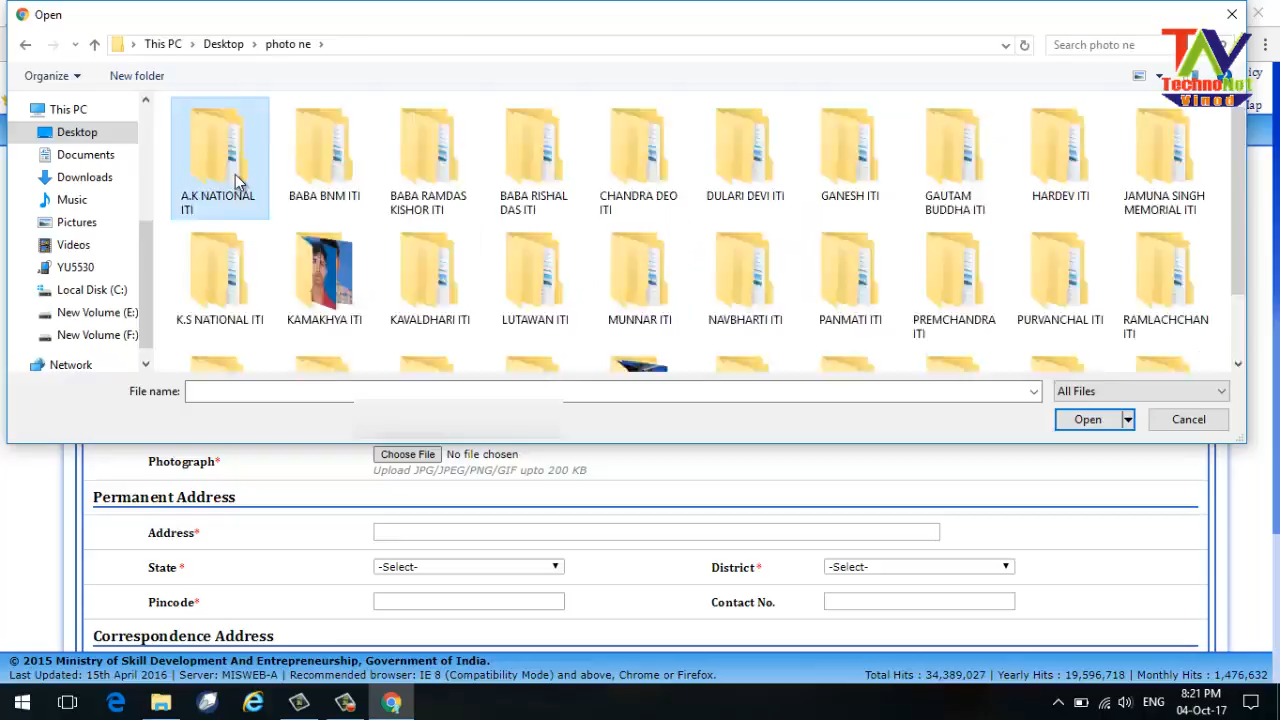 Open
This PC > Desktop > photo ne >
Search photo ne
Organize
New folder
TAV
TechnoNot
Vinod
icy
ap
This PC
Desktop
Documents
Downloads
Music
Pictures
Videos
YU5530
Local Disk (C:)
New Volume (E:)
New Volume (F:)
Network
A.K NATIONAL
ITI
BABA BNM ITI
BABA RAMDAS
KISHOR ITI
BABA RISHAL
DAS ITI
CHANDRA DEO
ITI
DULARI DEVI ITI
GANESH ITI
GAUTAM
BUDDHA ITI
HARDEV ITI
JAMUNA SINGH
MEMORIAL ITI
K.S NATIONAL ITI
KAMAKHYA ITI
KAVALDHARI ITI
LUTAWAN ITI
MUNNAR ITI
NAVBHARTI ITI
PANMATI ITI
PREMCHANDRA
ITI
PURVANCHAL ITI
RAMLACHCHAN
ITI
File name:
All Files
Open
Cancel
Photograph*
Choose File No file chosen
Upload JPG/JPEG/PNG/GIF upto 200 KB
Permanent Address
Address*
State * -Select-
District * -Select-
Pincode*
Contact No.
Correspondence Address
© 2015 Ministry of Skill Development And Entrepreneurship, Government of India.
Last Updated: 15th April 2016 | Server: MISWEB-A | Recommended browser: IE 8 (Compatibility Mode) and above, Chrome or Firefox.
Total Hits : 34,389,027 | Yearly Hits : 19,596,718 | Monthly Hits : 1,476,632
ENG
8:21 PM
04-Oct-17